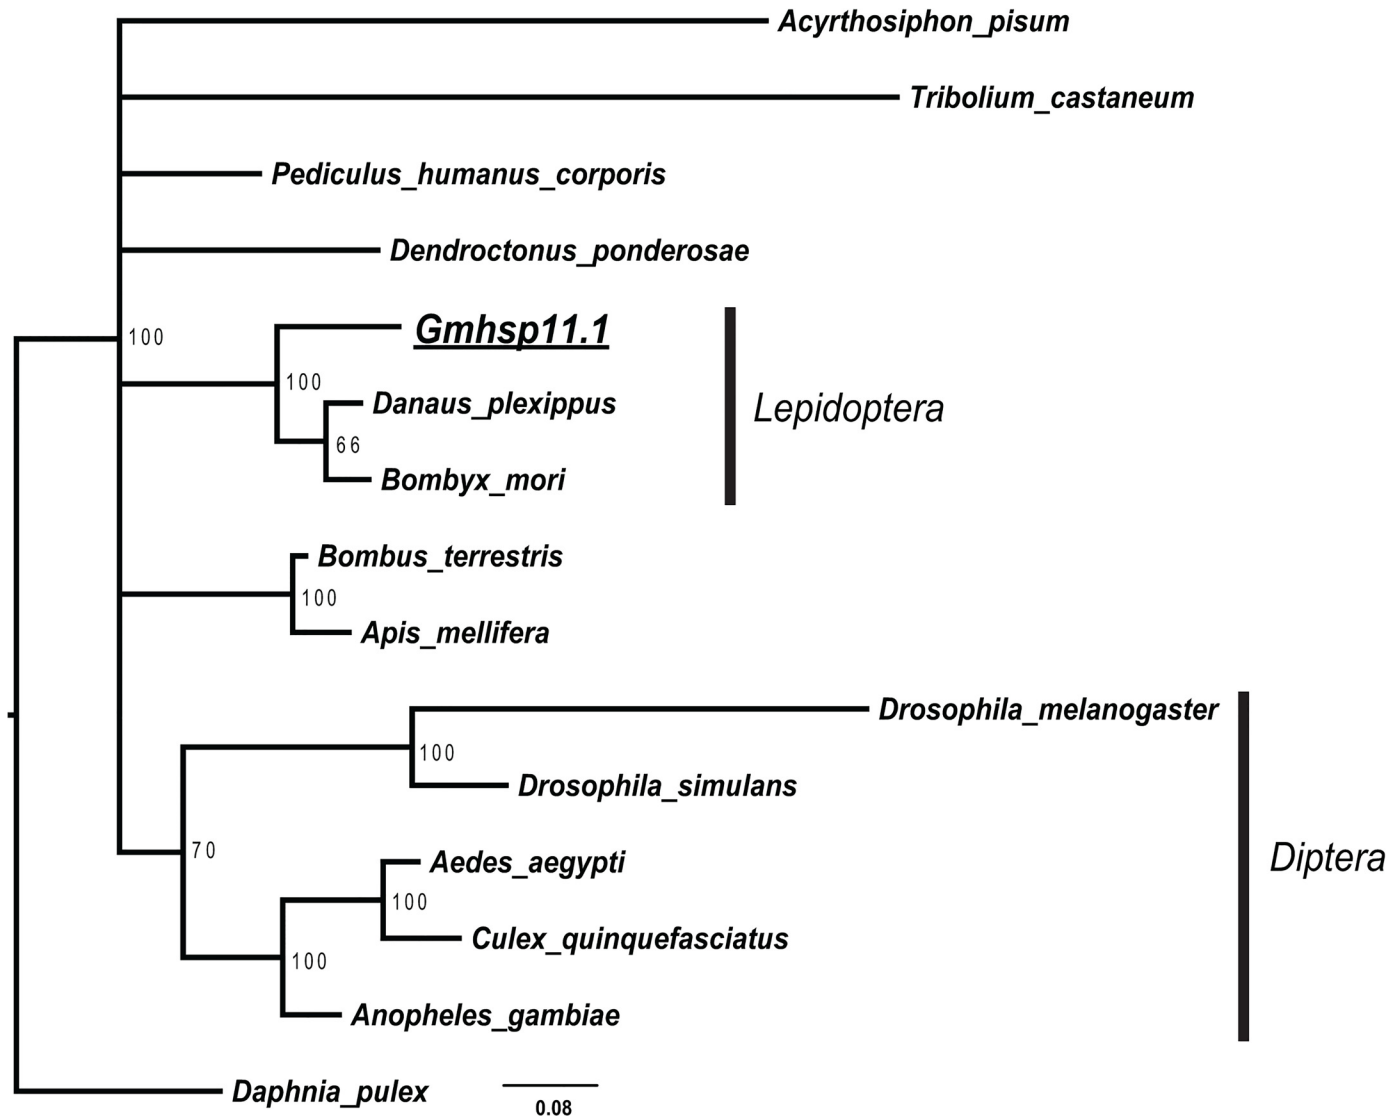 Acyrthosiphon_pisum
Tribolium_castaneum
Pediculus_humanus_corporis
Dendroctonus_ponderosae
Gmhsp11.1
100
100
Danaus_plexippus
Lepidoptera
66
Bombyx_mori
Bombus_terrestris
100
Apis_mellifera
Drosophila_melanogaster
100
Drosophila_simulans
70
Aedes_aegypti
Diptera
100
Culex_quinquefasciatus
100
Anopheles_gambiae
Daphnia_pulex
0.08